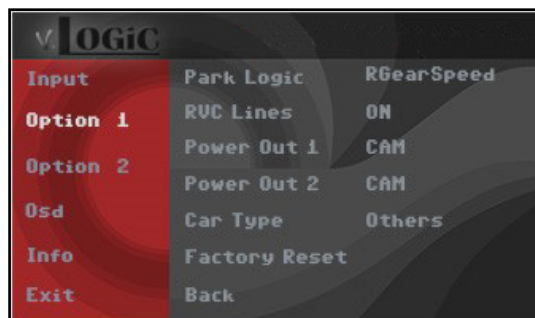 v.LOGiC
Input
Option 1
Option 2
Osd
Info
Exit
Park Logic RGearSpeed
RVC Lines ON
Power Out 1 CAM
Power Out 2 CAM
Car Type Others
Factory Reset
Back